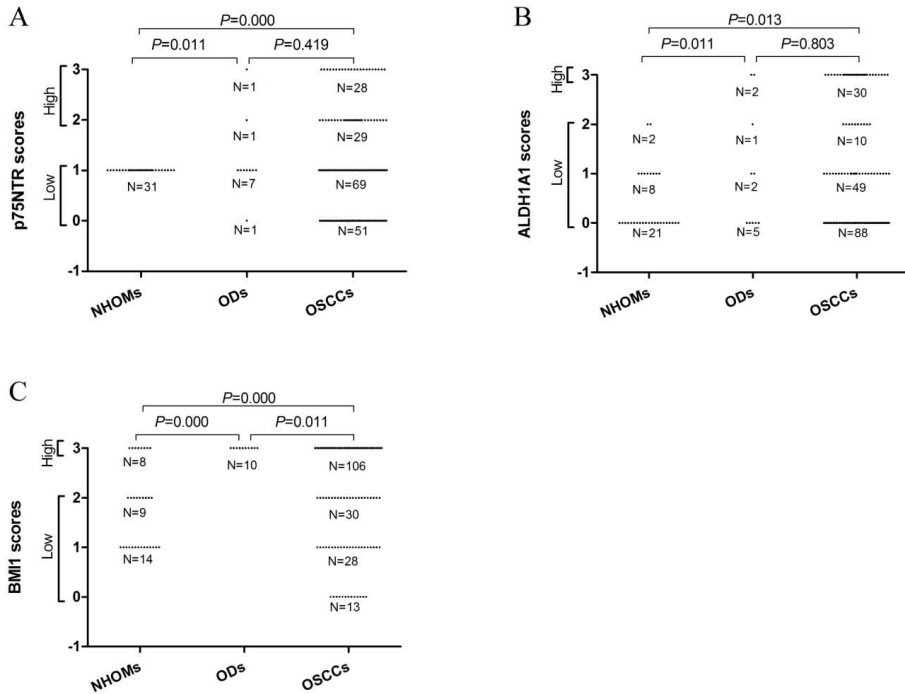 A
P=0.000
P=0.011 P=0.419
p75NTR scores
High
Low
3
2
1
0
-1
N=1 N=28
N=1 N=29
N=31 N=7 N=69
N=1 N=51
NHOMs ODs OSCCs
B
P=0.013
P=0.011 P=0.803
ALDH1A1 scores
High
Low
3
2
1
0
-1
N=2 N=30
N=2 N=1 N=10
N=8 N=2 N=49
N=21 N=5 N=88
NHOMs ODs OSCCs
C
P=0.000
P=0.000 P=0.011
BMI1 scores
High
Low
3
2
1
0
-1
N=8 N=10 N=106
N=9 N=30
N=14 N=28
N=13
NHOMs ODs OSCCs